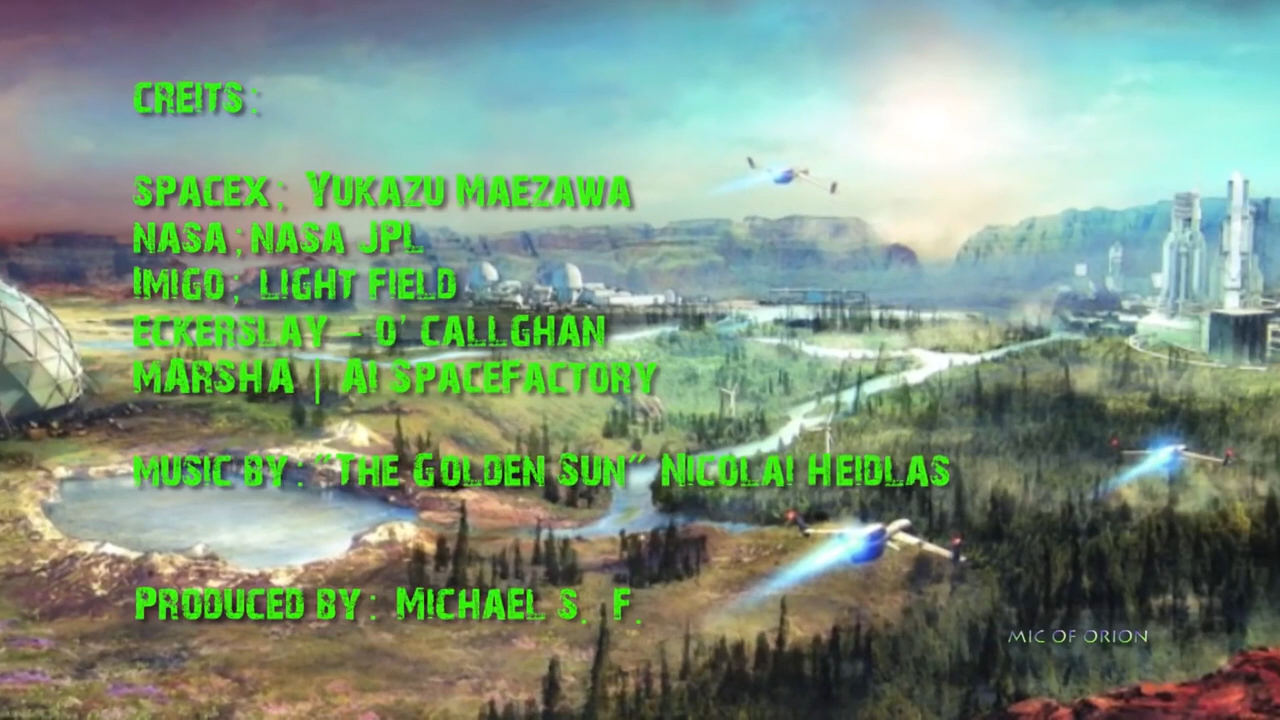 CREITS:
SPACEX: YUKAZU MAEZAWA
NASA;NASA JPL
IMIGO; LIGHT FIELD
ECKERSLAY – O' CALLGHAN
MARSHA | AI SPACEFACTORY
MUSIC BY: "THE GOLDEN SUN" NICOLAI HEIDLAS
PRODUCED BY: MICHAEL S. F.
MIC OF ORION